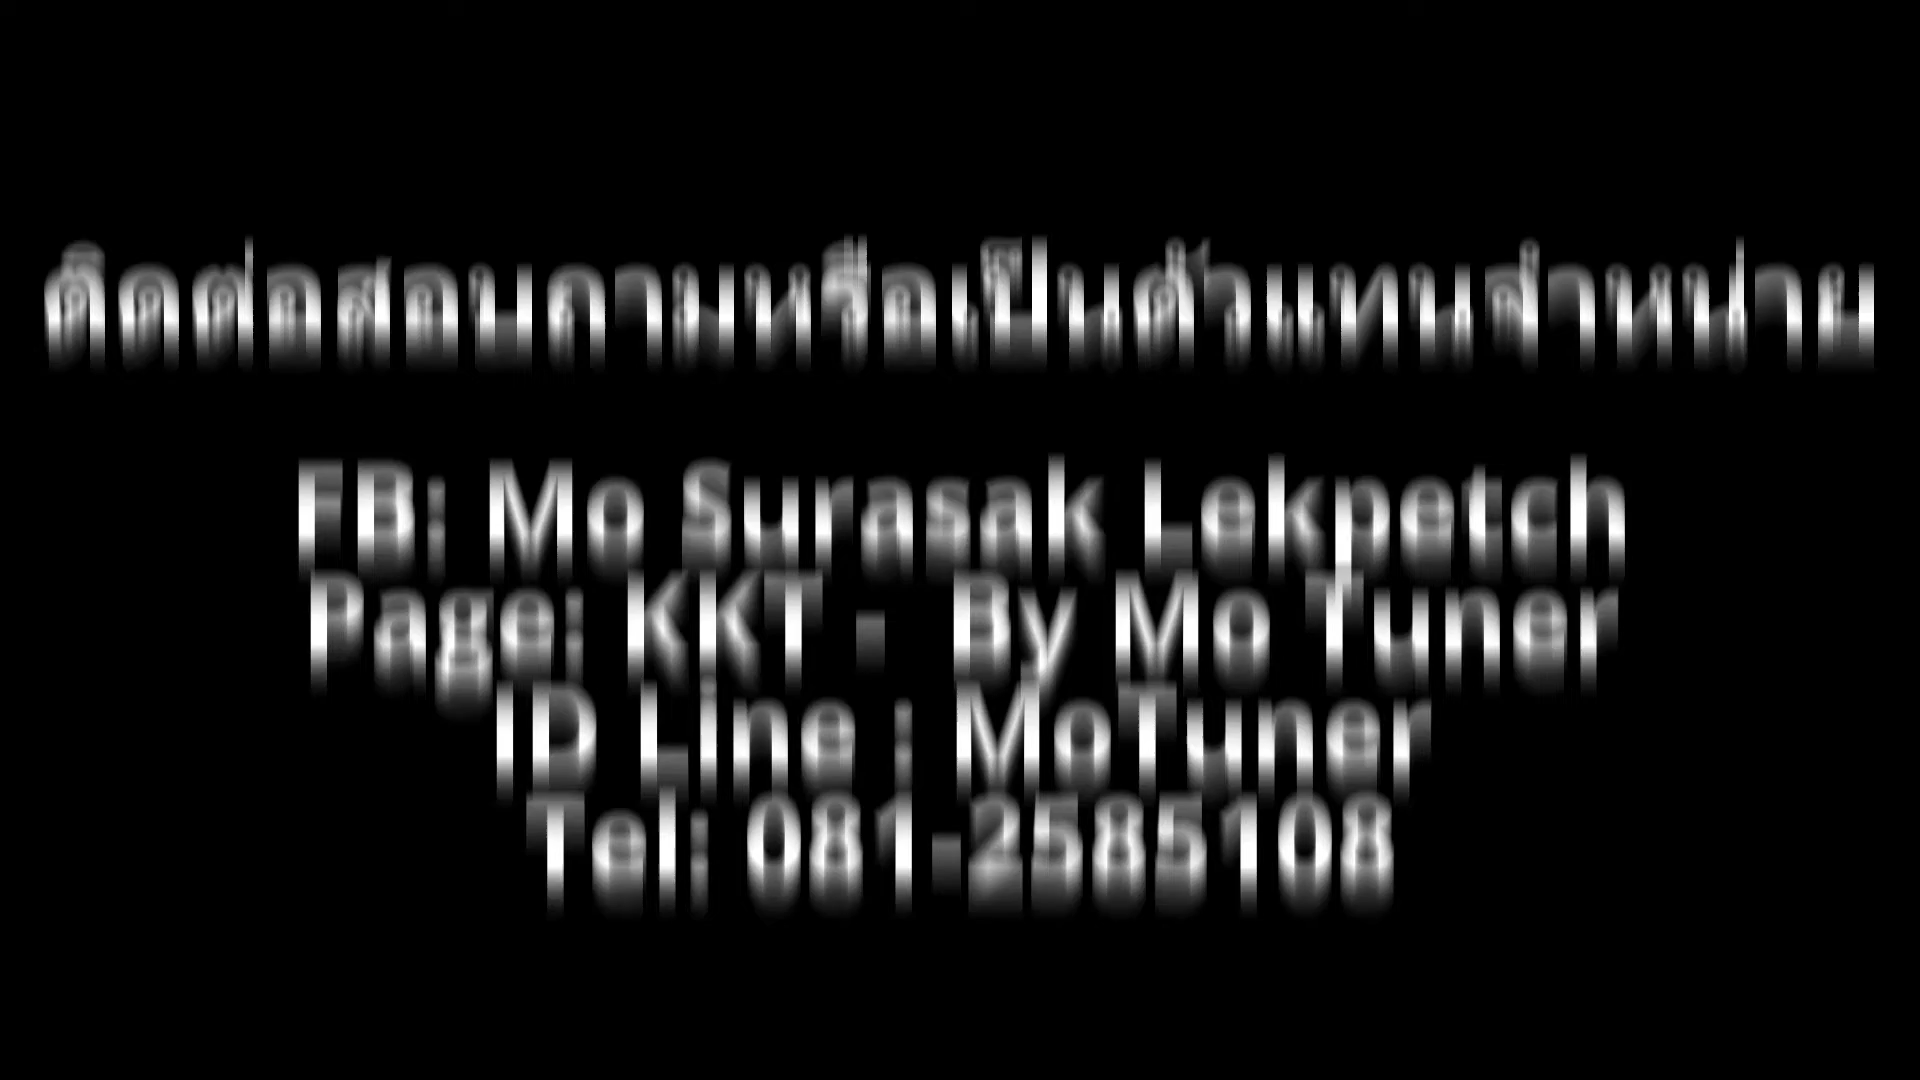 ติดต่อสอบถามหรือเป็นตัวแทนจำหน่าย
FB: Mo Surasak Lekpetch
Page: KKT - By Mo Tuner
ID Line : MoTuner
Tel: 081-2585108